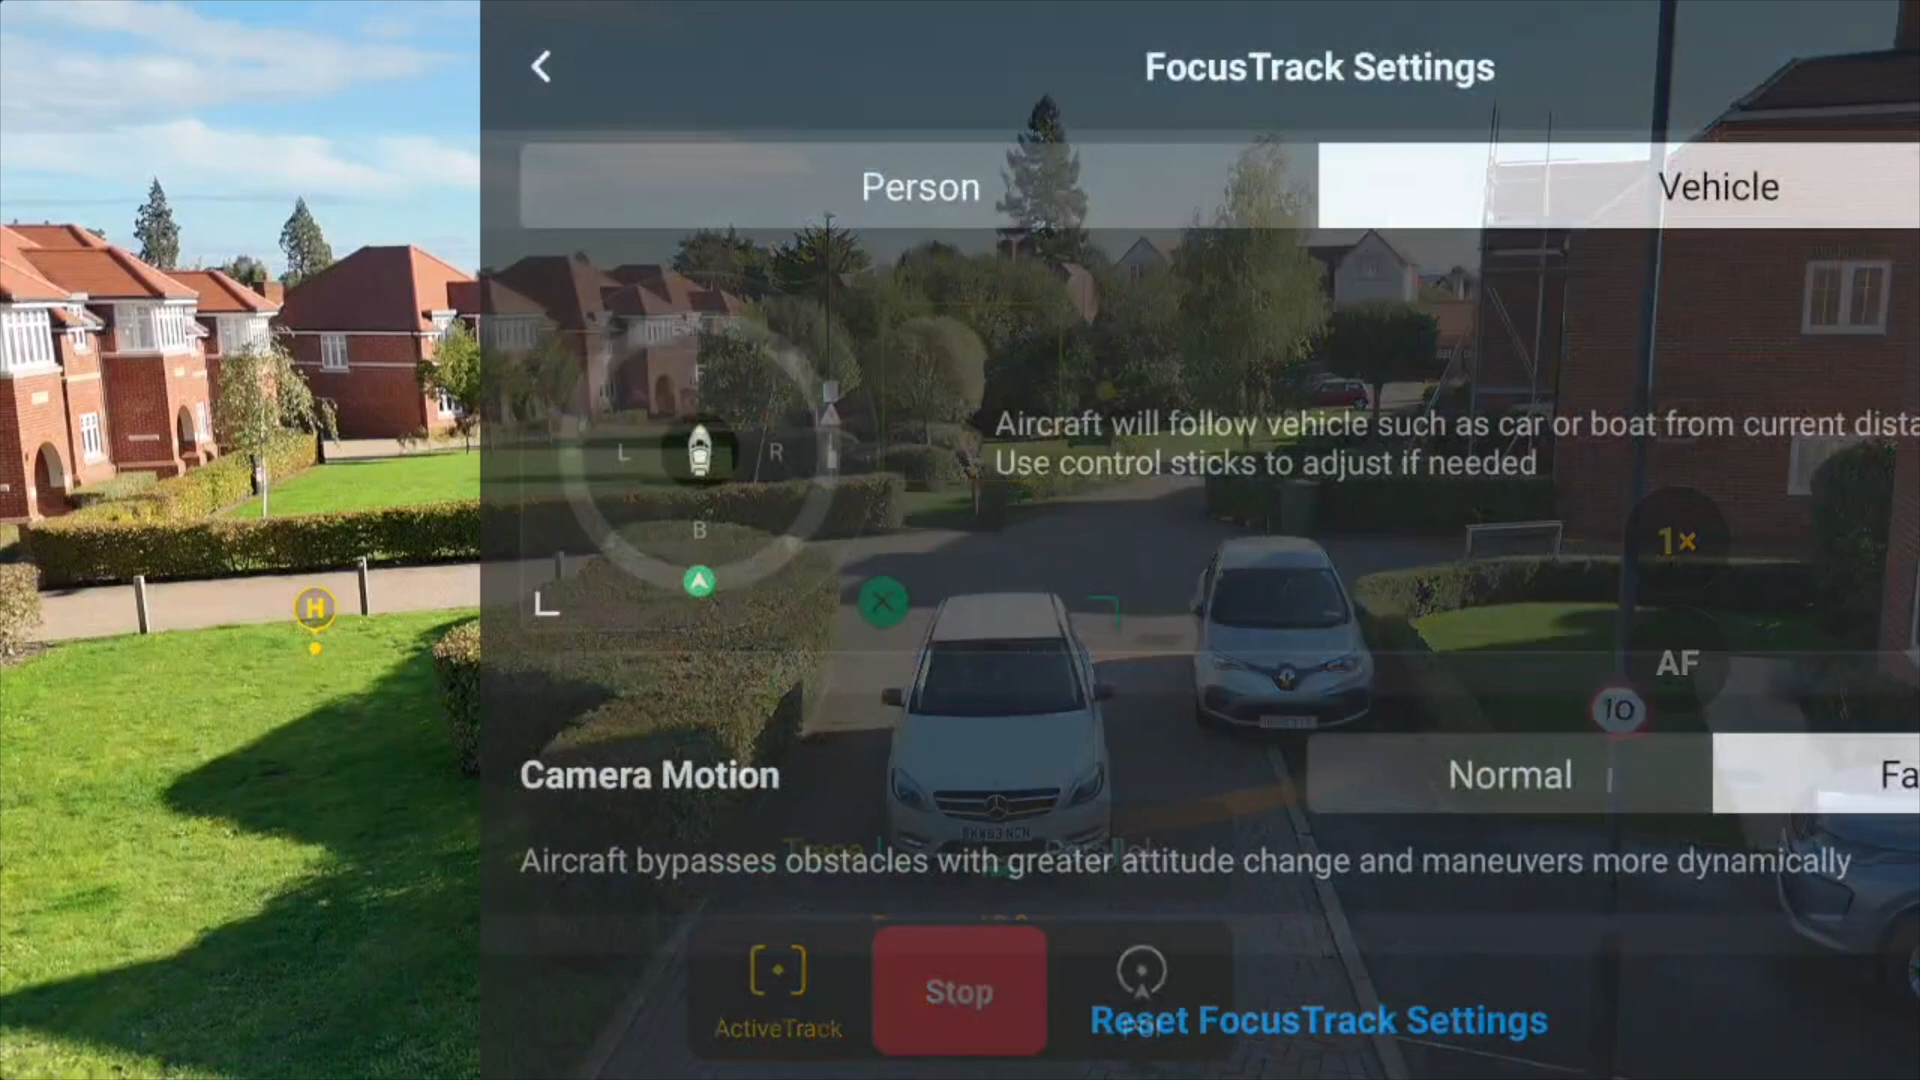 FocusTrack Settings
Person
Vehicle
L
R
B
Aircraft will follow vehicle such as car or boat from current dista
Use control sticks to adjust if needed
1×
H
AF
10
Camera Motion
Normal
Fa
Aircraft bypasses obstacles with greater attitude change and maneuvers more dynamically
Stop
ActiveTrack
Reset FocusTrack Settings